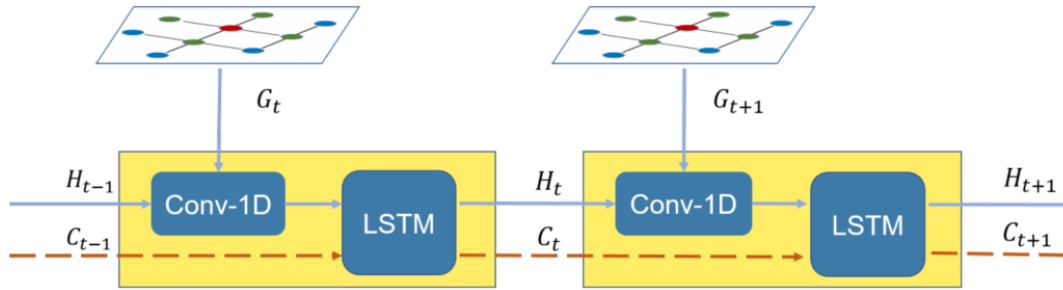 G_t
G_{t+1}
H_{t-1}
Conv-1D
LSTM
H_t
Conv-1D
LSTM
H_{t+1}
C_{t-1}
C_t
C_{t+1}